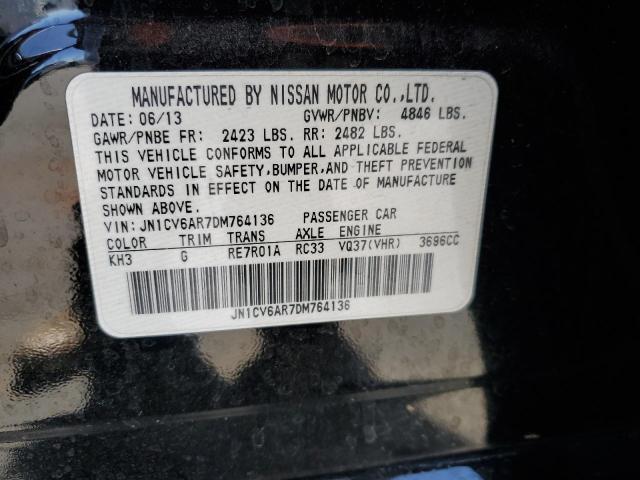 MANUFACTURED BY NISSAN MOTOR CO.,LTD.
DATE: 06/13 GVWR/PNBV: 4846 LBS.
GAWR/PNBE FR: 2423 LBS. RR: 2482 LBS.
THIS VEHICLE CONFORMS TO ALL APPLICABLE FEDERAL
MOTOR VEHICLE SAFETY,BUMPER,AND THEFT PREVENTION
STANDARDS IN EFFECT ON THE DATE OF MANUFACTURE
SHOWN ABOVE.
VIN: JN1CV6AR7DM764136 PASSENGER CAR
COLOR TRIM TRANS AXLE ENGINE
KH3 G RE7R01A RC33 VQ37(VHR) 3696CC
JN1CV6AR7DM764136